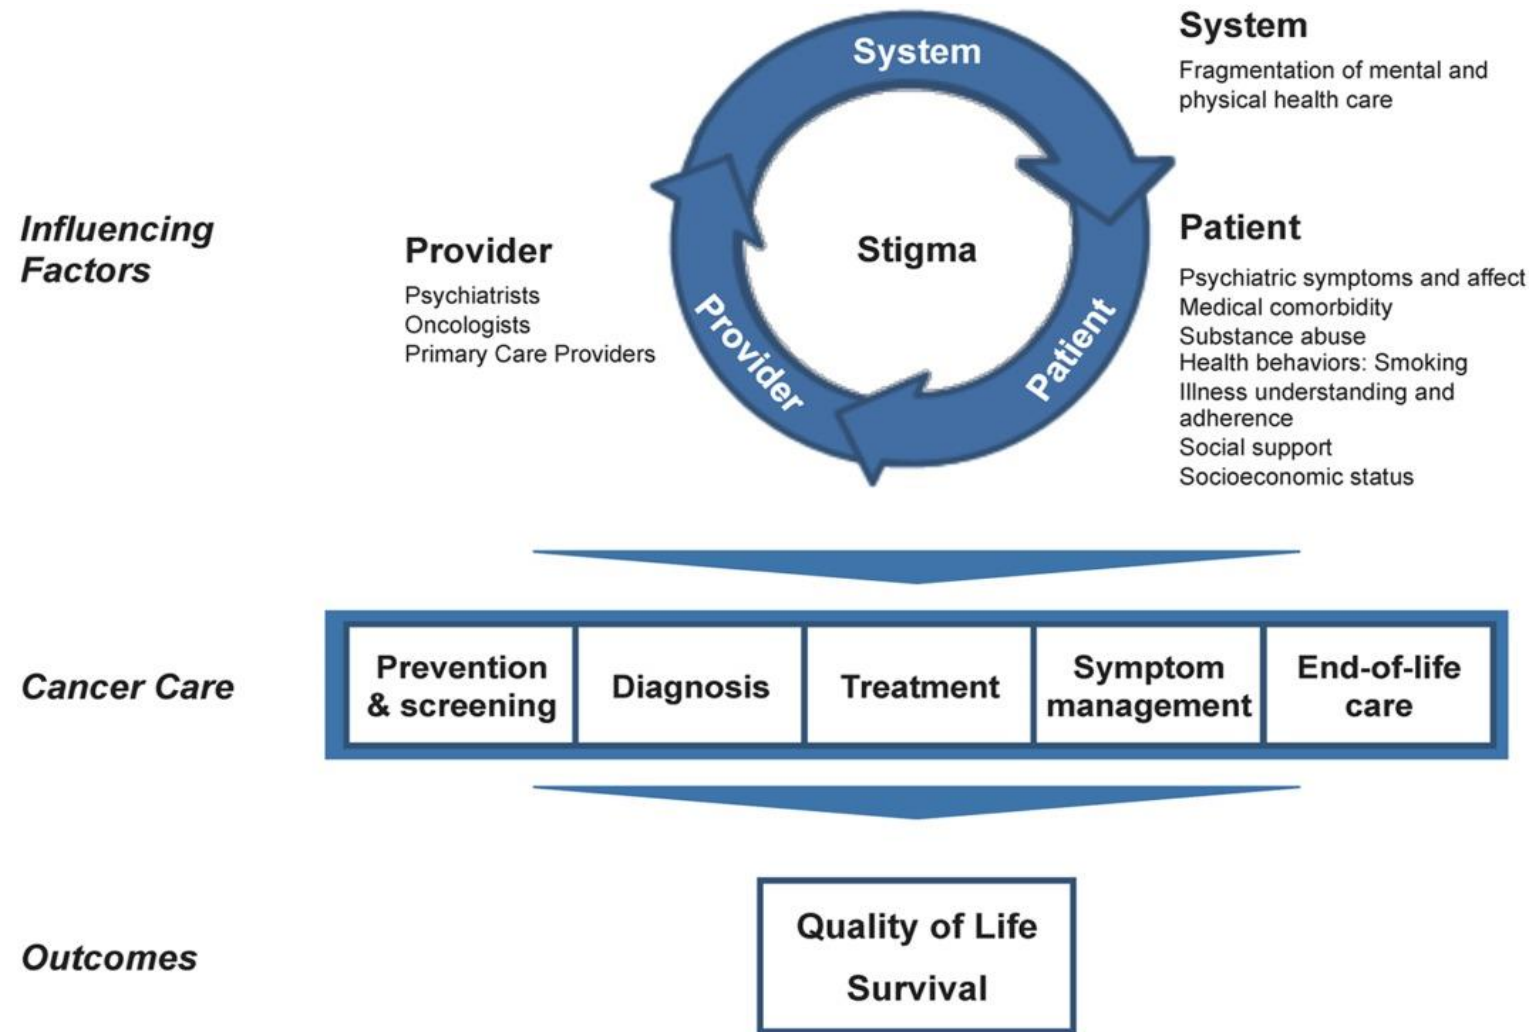 System
System
Fragmentation of mental and
physical health care
Influencing
Factors
Provider
Psychiatrists
Oncologists
Primary Care Providers
Stigma
Provider
Patient
Patient
Psychiatric symptoms and affect
Medical comorbidity
Substance abuse
Health behaviors: Smoking
Illness understanding and
adherence
Social support
Socioeconomic status
Cancer Care
Prevention
& screening
Diagnosis
Treatment
Symptom
management
End-of-life
care
Outcomes
Quality of Life
Survival